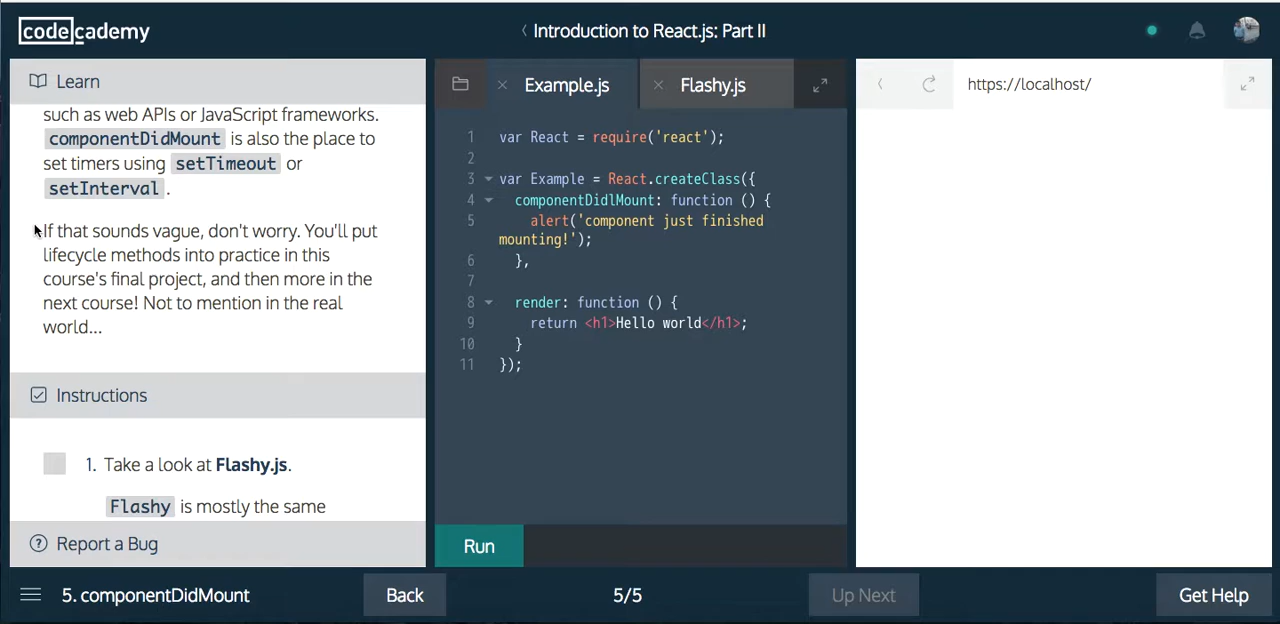 codecademy
Introduction to React.js: Part II
Learn
such as web APIs or JavaScript frameworks.
componentDidMount is also the place to
set timers using setTimeout or
setInterval.
If that sounds vague, don't worry. You'll put
lifecycle methods into practice in this
course's final project, and then more in the
next course! Not to mention in the real
world...
Instructions
1. Take a look at Flashy.js.
Flashy is mostly the same
? Report a Bug
× Example.js
× Flashy.js
1 var React = require('react');
2
3 var Example = React.createClass({
4 componentDidlMount: function () {
5 alert('component just finished
mounting!');
6 },
7
8 render: function () {
9 return <h1>Hello world</h1>;
10 }
11 });
Run
https://localhost/
5. componentDidMount
Back
5/5
Up Next
Get Help